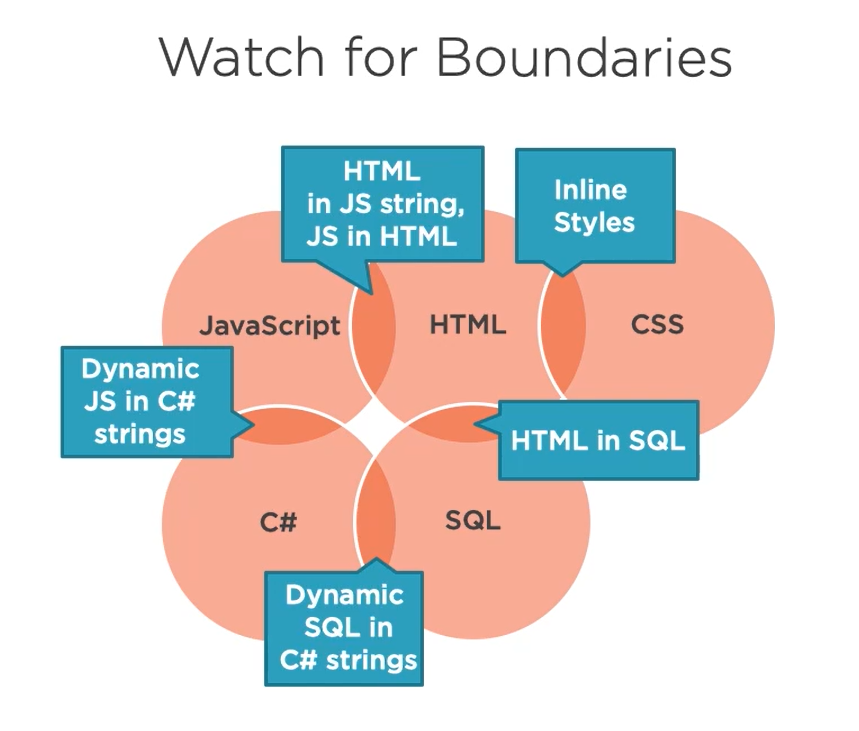 Watch for Boundaries
HTML
in JS string,
JS in HTML
Inline
Styles
JavaScript
HTML
CSS
Dynamic
JS in C#
strings
HTML in SQL
C#
SQL
Dynamic
SQL in
C# strings